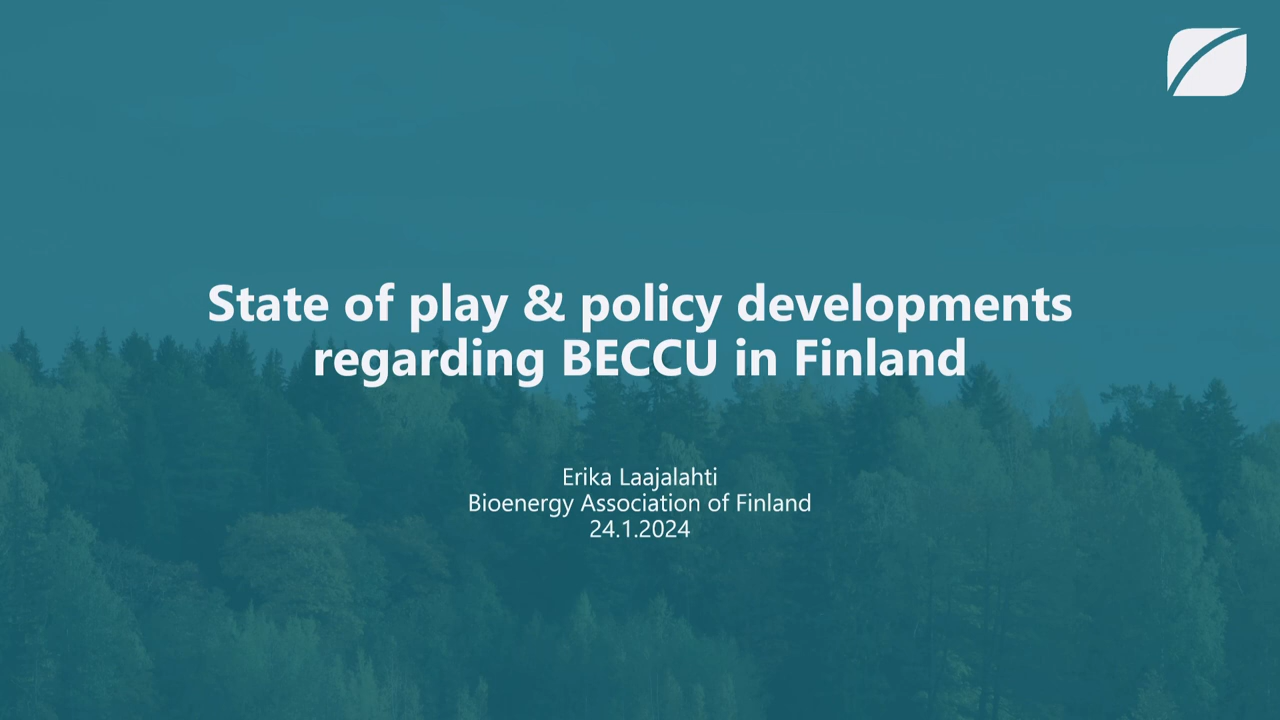 State of play & policy developments
regarding BECCU in Finland
Erika Laajalahti
Bioenergy Association of Finland
24.1.2024